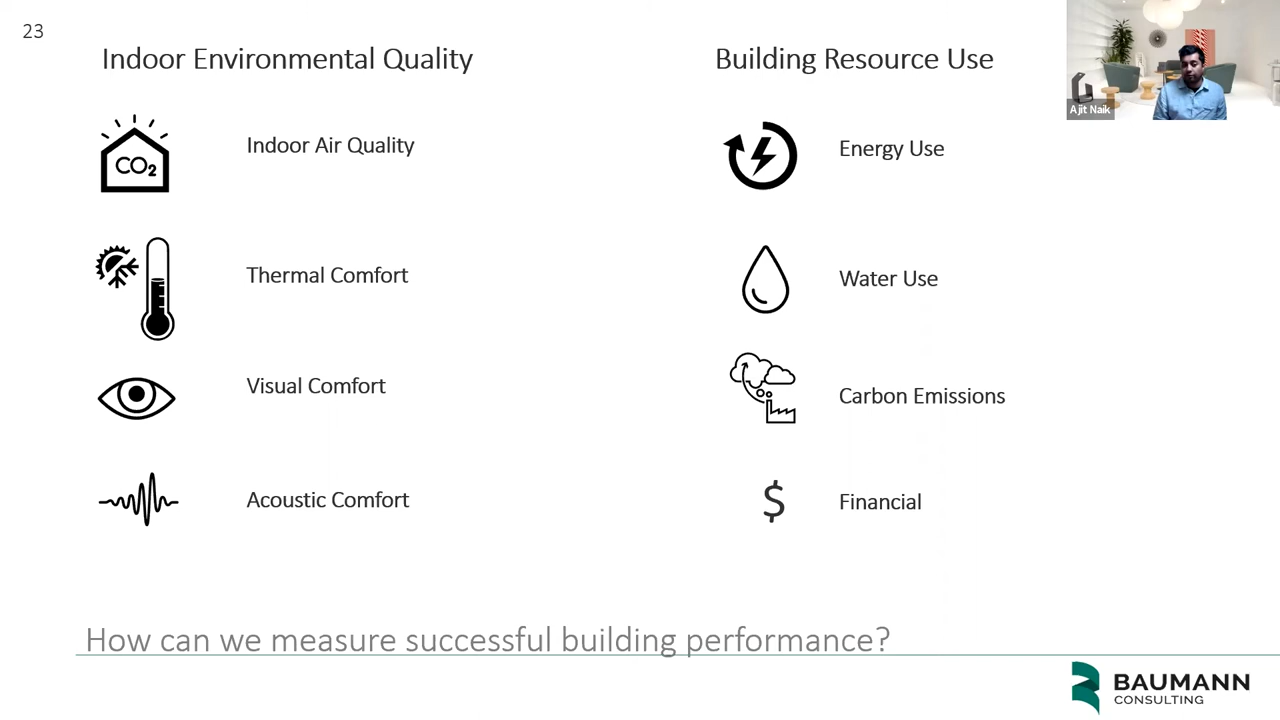 23
Indoor Environmental Quality
CO₂
Indoor Air Quality
Thermal Comfort
Visual Comfort
Acoustic Comfort
Building Resource Use
Energy Use
Water Use
Carbon Emissions
$
Financial
Ajit Naik
How can we measure successful building performance?
BAUMANN
CONSULTING